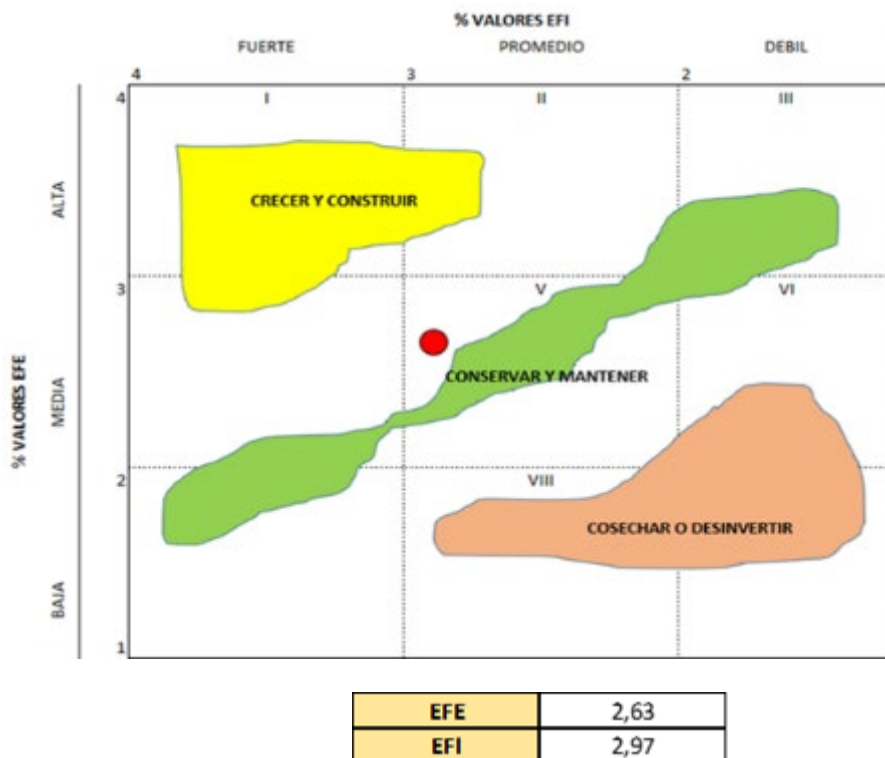 % VALORES EFI
FUERTE PROMEDIO DEBIL
4 3 2
4 I II III
ALTA
CRECER Y CONSTRUIR
3 V VI
% VALORES EFE
MEDIA
CONSERVAR Y MANTENER
2 VIII
COSECHAR O DESINVERTIR
BAJA
1
EFE 2,63
EFI 2,97